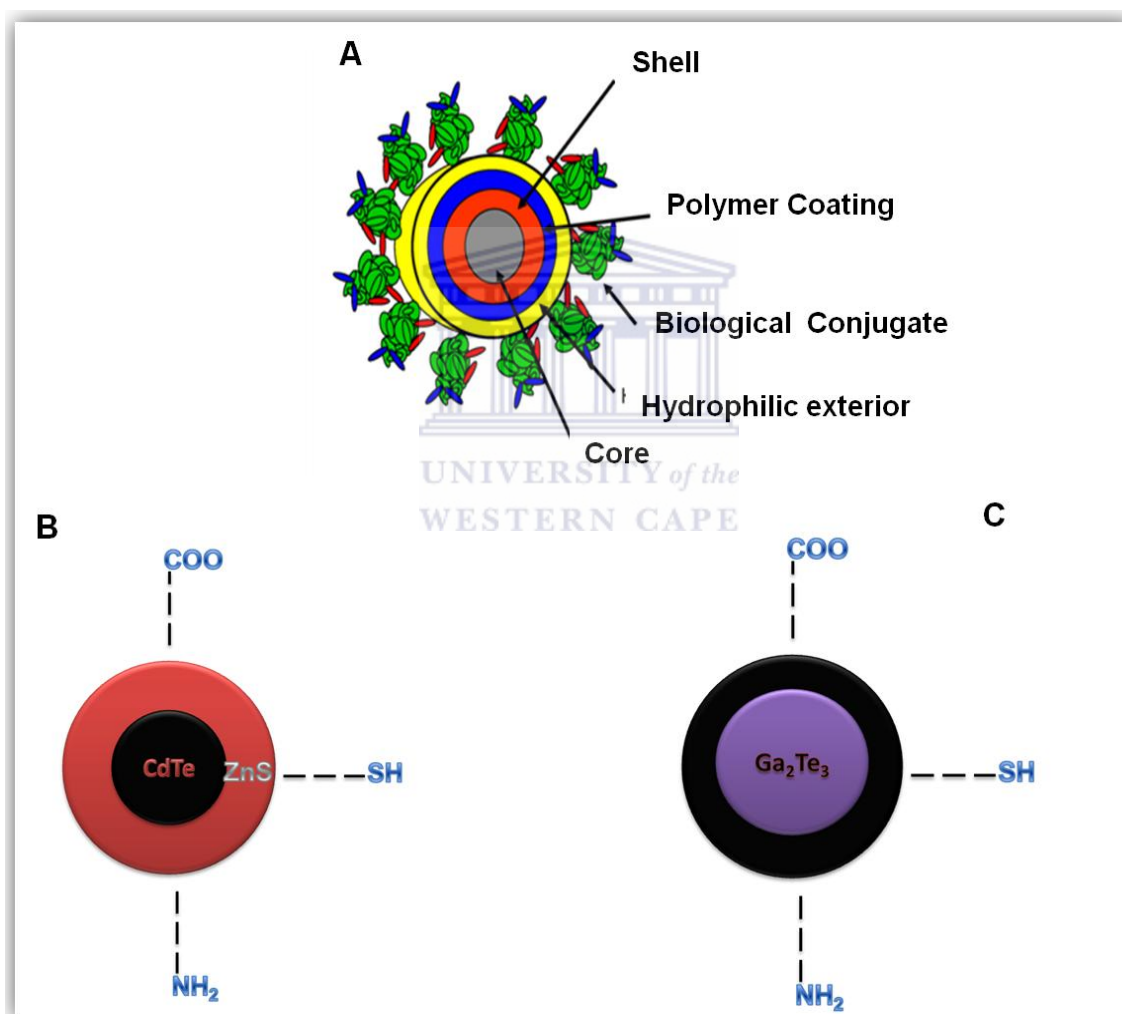 A
Shell
Polymer Coating
Biological Conjugate
Hydrophilic exterior
Core
UNIVERSITY of the
WESTERN CAPE
B
C
COO
COO
CdTe
ZnS
SH
Ga₂Te₃
SH
NH₂
NH₂